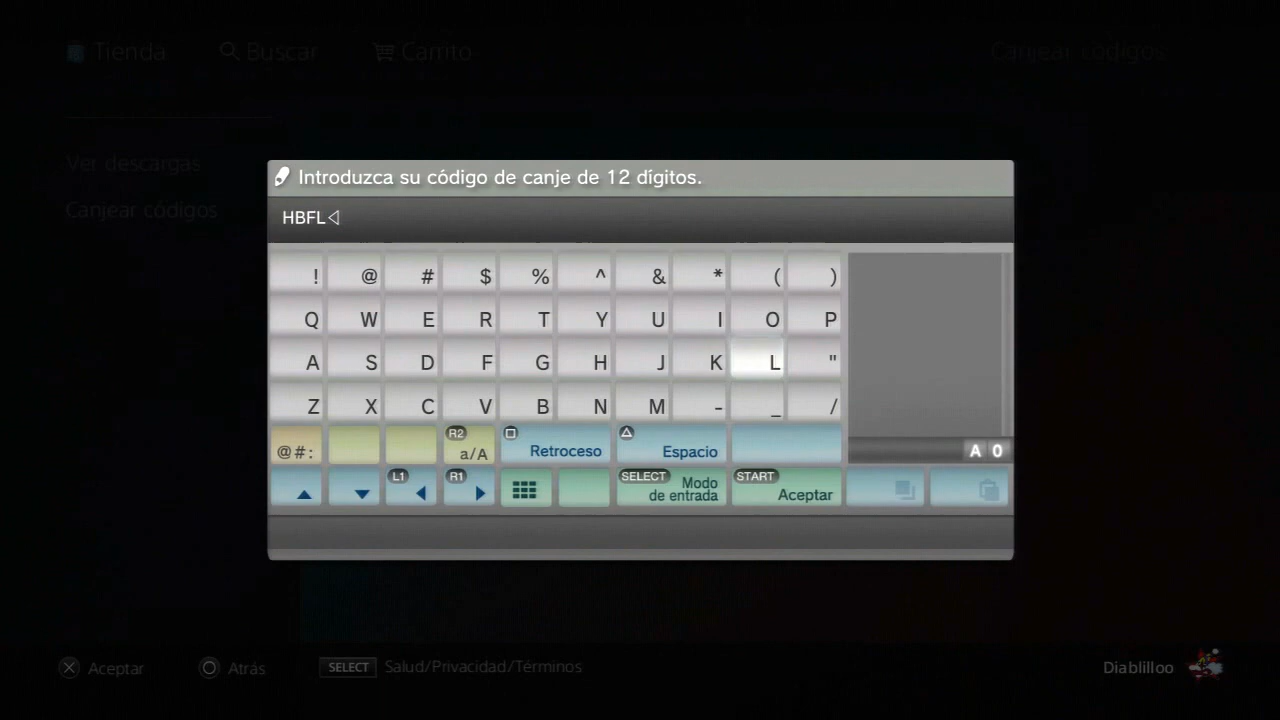 Tienda Buscar Carrito Canjear códigos
Ver descargas
Canjear códigos
Introduzca su código de canje de 12 dígitos.
HBFL
! @ # $ % ^ & * ( )
Q W E R T Y U I O P
A S D F G H J K L "
Z X C V B N M - _ /
@#: R2 a/A Retroceso Espacio A 0
L1 R1 SELECT Modo de entrada START Aceptar
Aceptar Atrás SELECT Salud/Privacidad/Términos Diablilloo